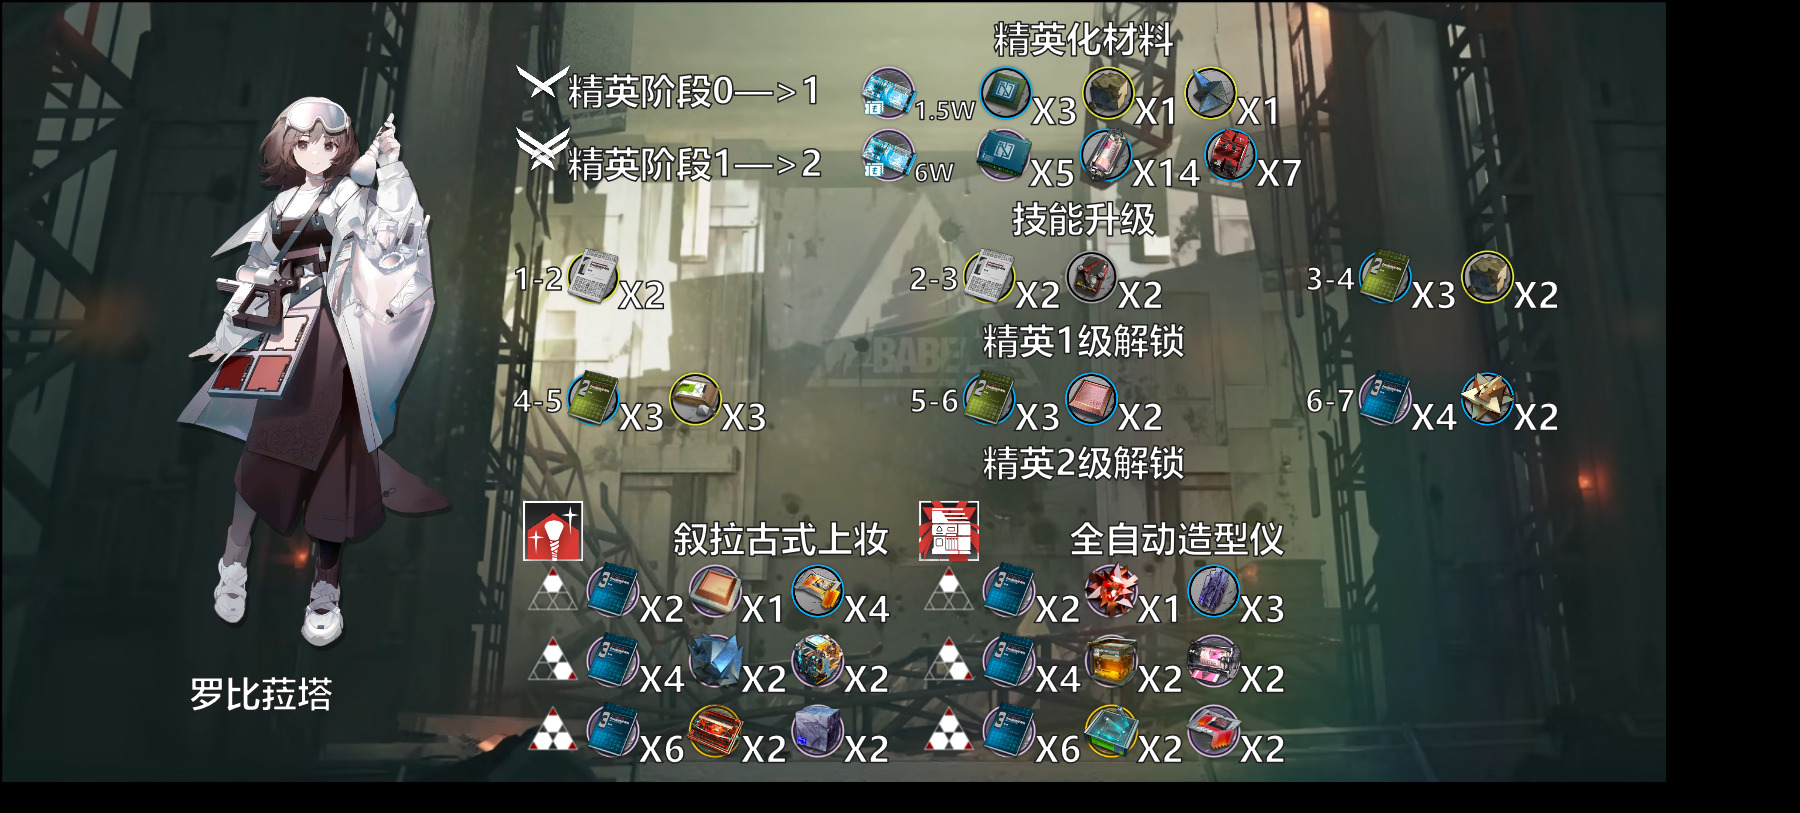 精英化材料
精英阶段0—>1 1.5W X3 X1 X1
精英阶段1—>2 6W X5 X14 X7
技能升级
1-2 X2 2-3 X2 X2 3-4 X3 X2
精英1级解锁
4-5 X3 X3 5-6 X3 X2 6-7 X4 X2
精英2级解锁
叙拉古式上妆 全自动造型仪
X2 X1 X4 X2 X1 X3
X4 X2 X2 X4 X2 X2
X6 X2 X2 X6 X2 X2
罗比菈塔